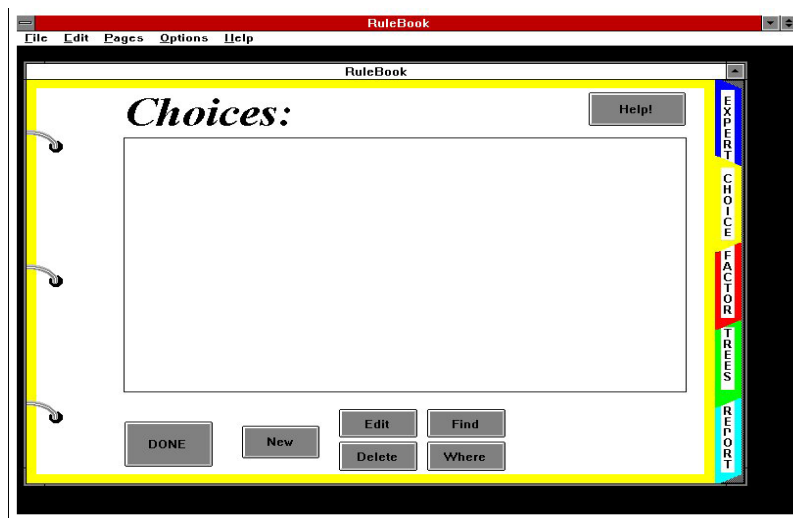 RuleBook
File Edit Pages Options Help
RuleBook
Choices:
Help!
EXPERT
CHOICE
FACTOR
TREES
REPORT
DONE
New
Edit
Find
Delete
Where